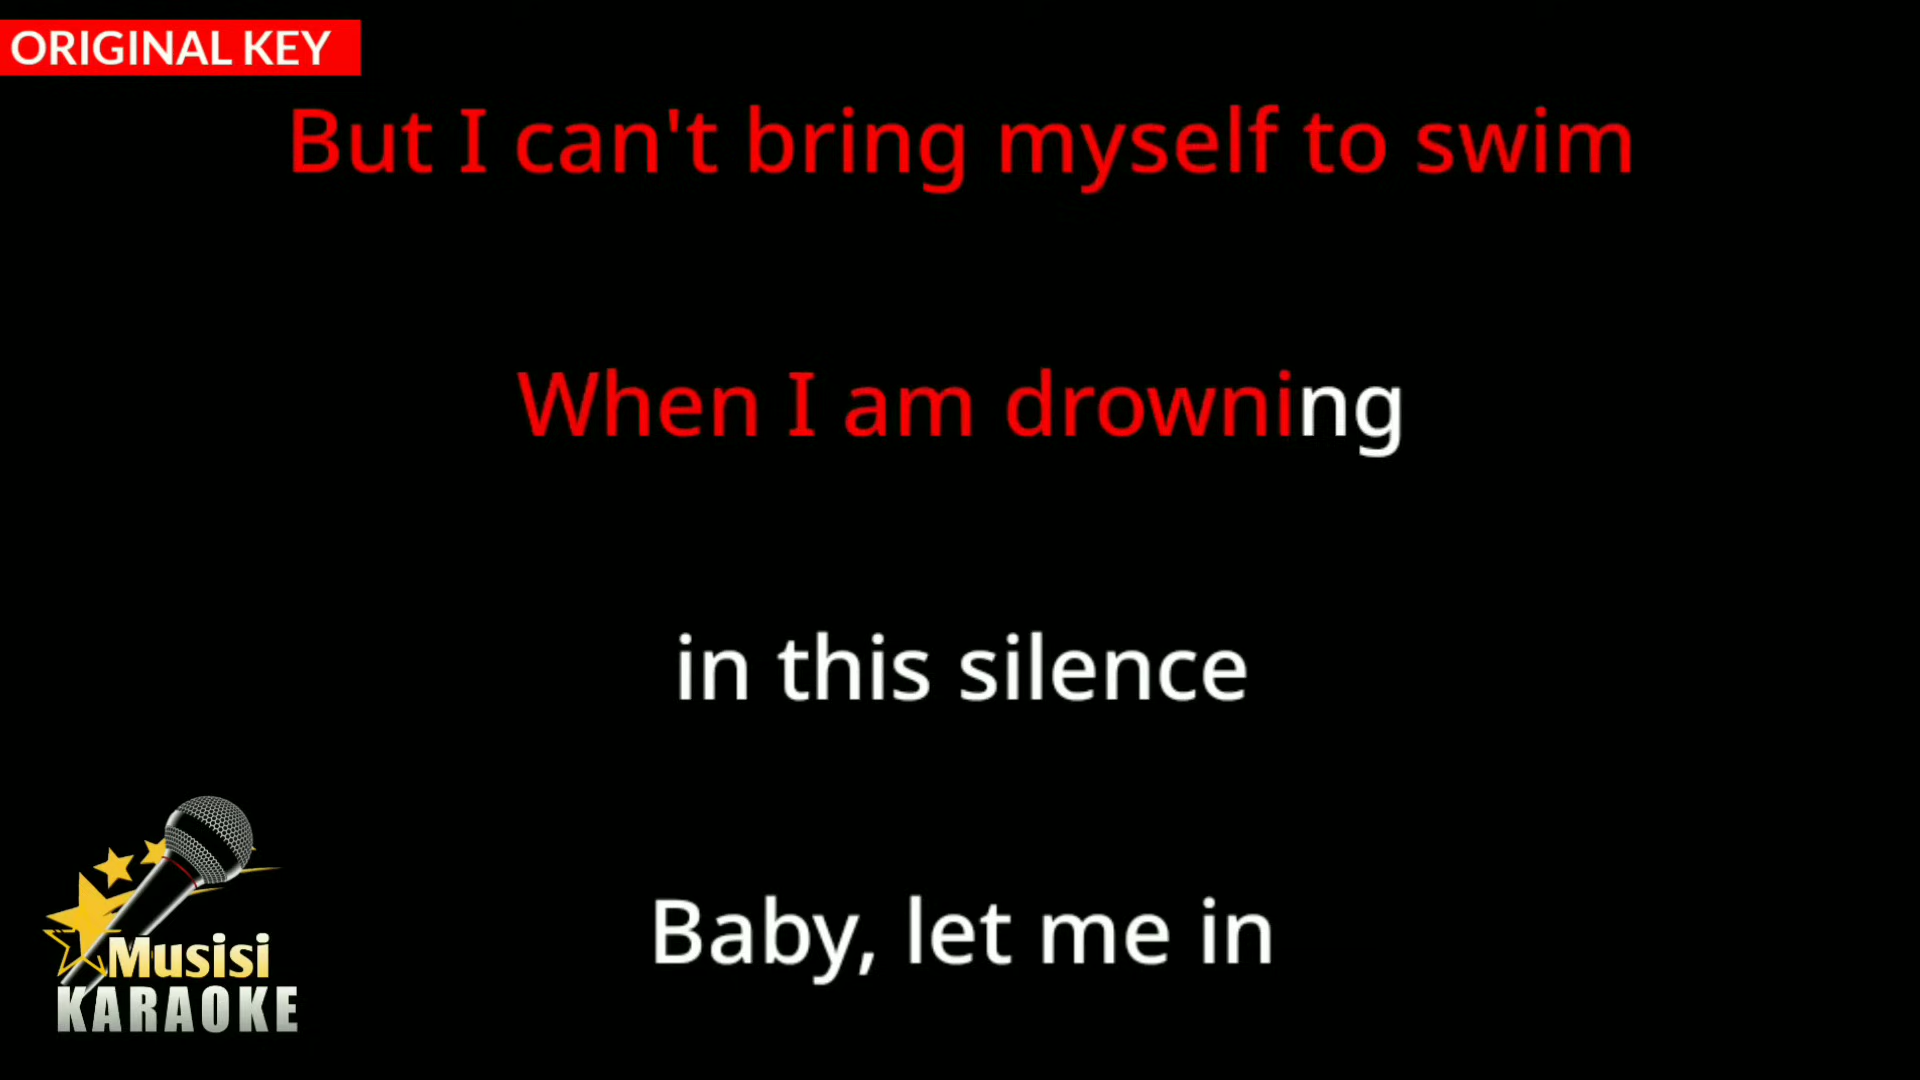 ORIGINAL KEY
But I can't bring myself to swim
When I am drowning
in this silence
Baby, let me in
Musisi
KARAOKE